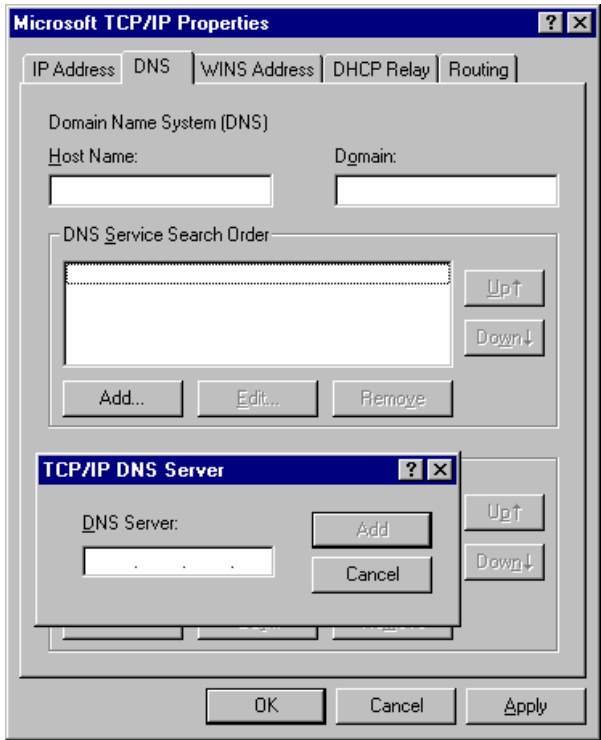 Microsoft TCP/IP Properties
IP Address DNS WINS Address DHCP Relay Routing
Domain Name System (DNS)
Host Name: Domain:
DNS Service Search Order
Up↑
Down↓
Add... Edit... Remove
TCP/IP DNS Server
DNS Server:
. . .
Add
Cancel
Up↑
Down↓
OK Cancel Apply